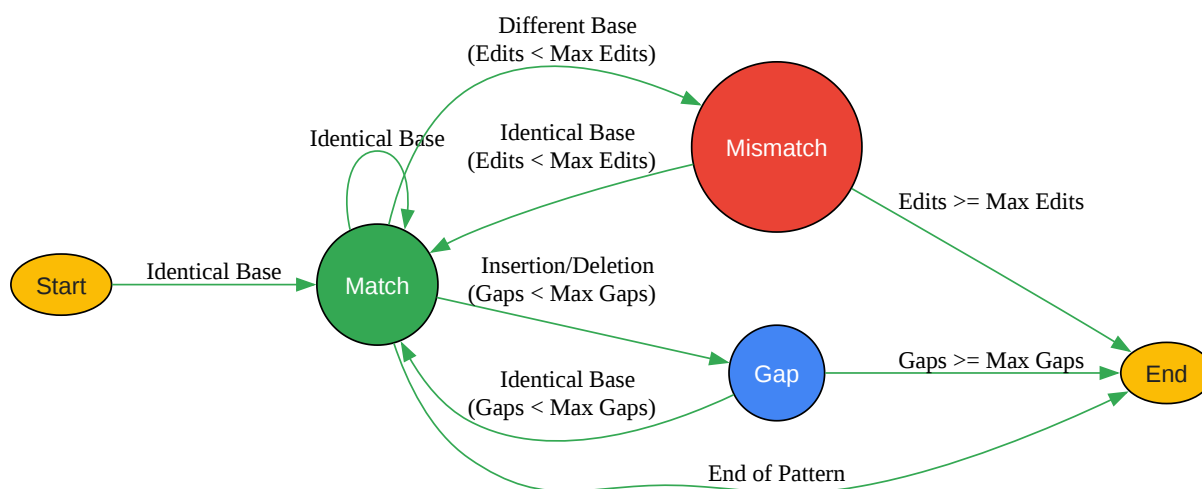 Different Base
(Edits < Max Edits)
Identical Base
Identical Base
(Edits < Max Edits)
Mismatch
Edits >= Max Edits
Start
Identical Base
Match
Insertion/Deletion
(Gaps < Max Gaps)
Gap
Gaps >= Max Gaps
End
Identical Base
(Gaps < Max Gaps)
End of Pattern